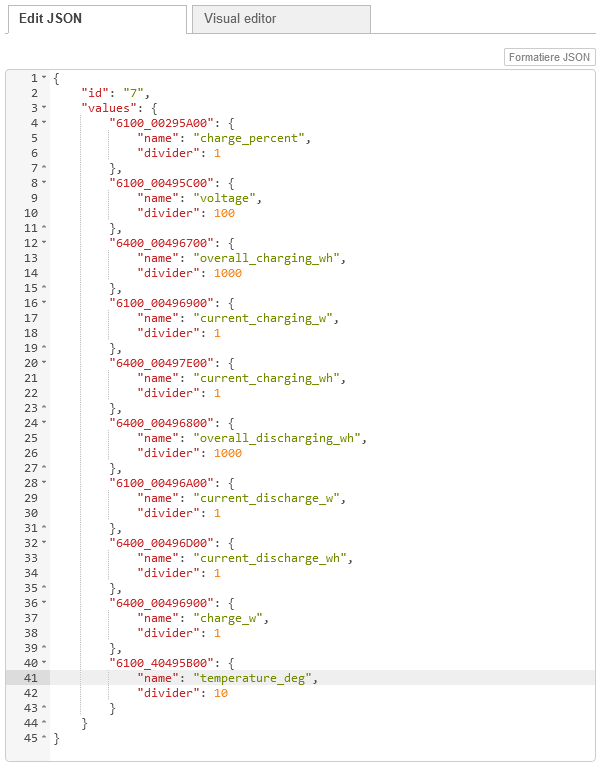 Edit JSON
Visual editor
Formatiere JSON
1 {
2 "id": "7",
3 "values": {
4 "6100_00295A00": {
5 "name": "charge_percent",
6 "divider": 1
7 },
8 "6100_00495C00": {
9 "name": "voltage",
10 "divider": 100
11 },
12 "6400_00496700": {
13 "name": "overall_charging_wh",
14 "divider": 1000
15 },
16 "6100_00496900": {
17 "name": "current_charging_w",
18 "divider": 1
19 },
20 "6400_00497E00": {
21 "name": "current_charging_wh",
22 "divider": 1
23 },
24 "6400_00496800": {
25 "name": "overall_discharging_wh",
26 "divider": 1000
27 },
28 "6100_00496A00": {
29 "name": "current_discharge_w",
30 "divider": 1
31 },
32 "6400_00496D00": {
33 "name": "current_discharge_wh",
34 "divider": 1
35 },
36 "6400_00496900": {
37 "name": "charge_w",
38 "divider": 1
39 },
40 "6100_40495B00": {
41 "name": "temperature_deg",
42 "divider": 10
43 }
44 }
45 }